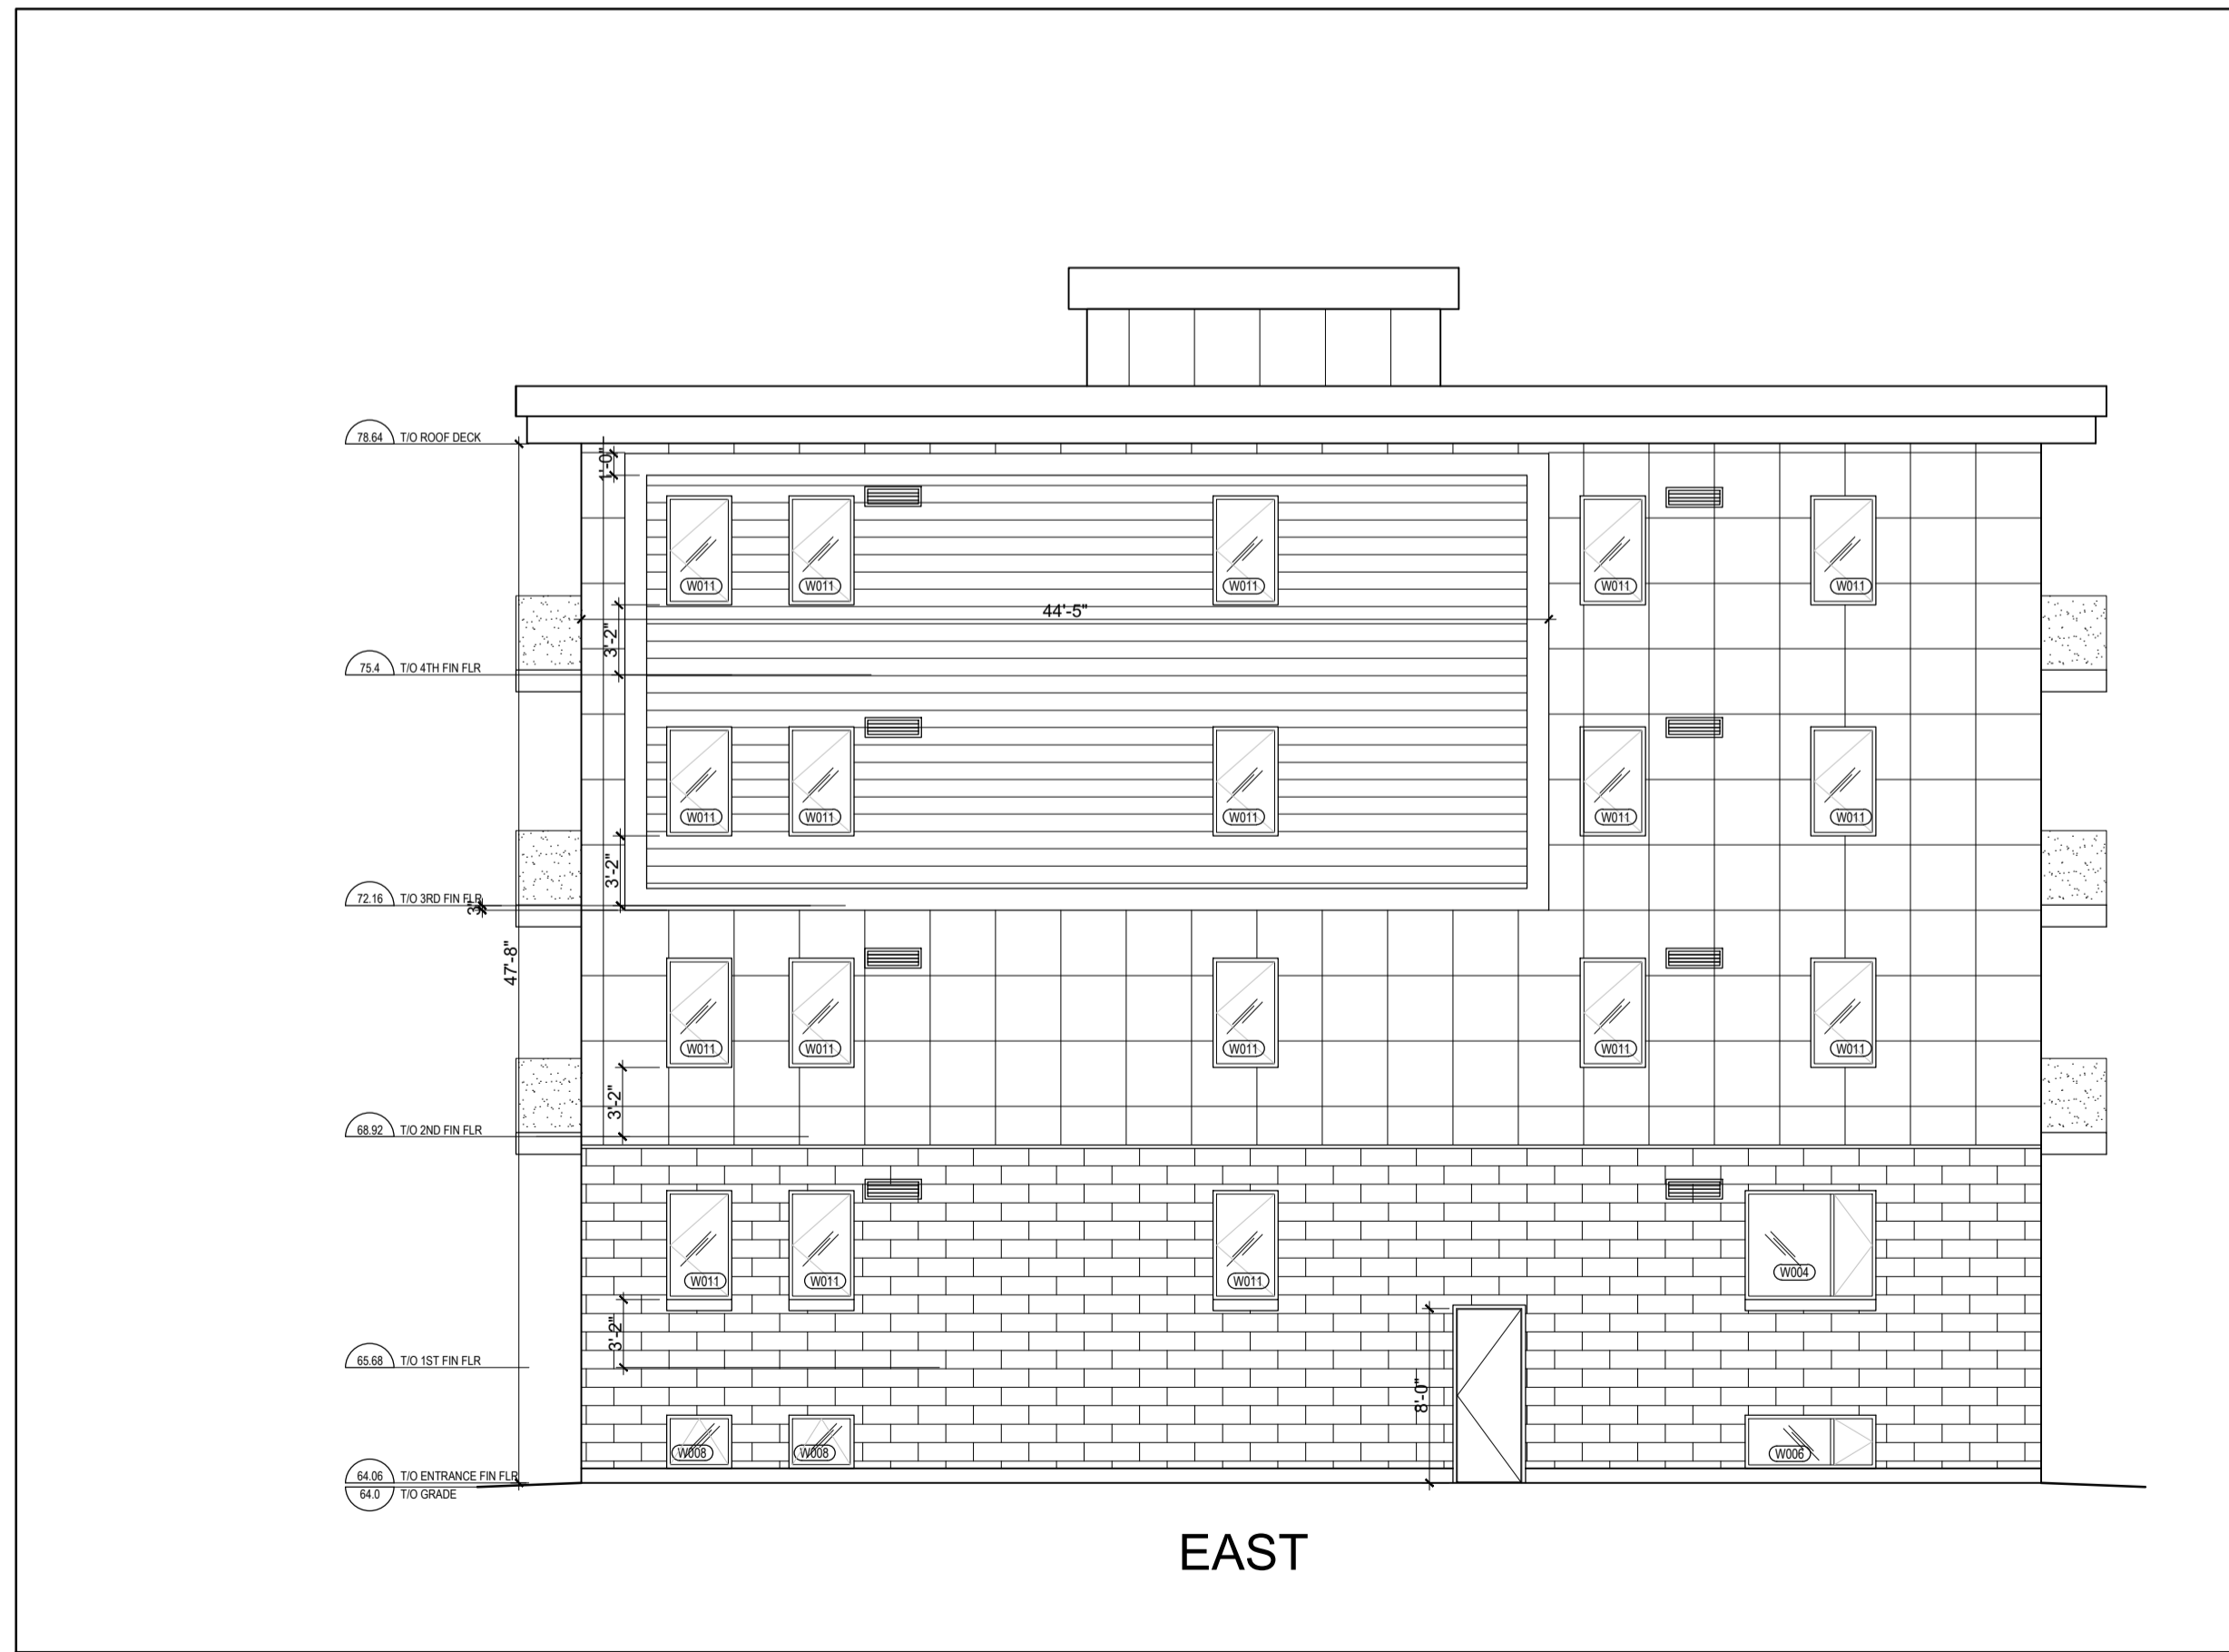 78.64 T/O ROOF DECK
1'-0"
W011 W011 W011 W011 W011
44'-5"
3'-2"
75.4 T/O 4TH FIN FLR
W011 W011 W011 W011 W011
3'-2"
72.16 T/O 3RD FIN FLR
3"
47'-8"
W011 W011 W011 W011 W011
3'-2"
68.92 T/O 2ND FIN FLR
W011 W011 W011 W004
3'-2"
65.68 T/O 1ST FIN FLR
8'-0"
W008 W008 W006
64.06 T/O ENTRANCE FIN FLR
64.0 T/O GRADE
EAST